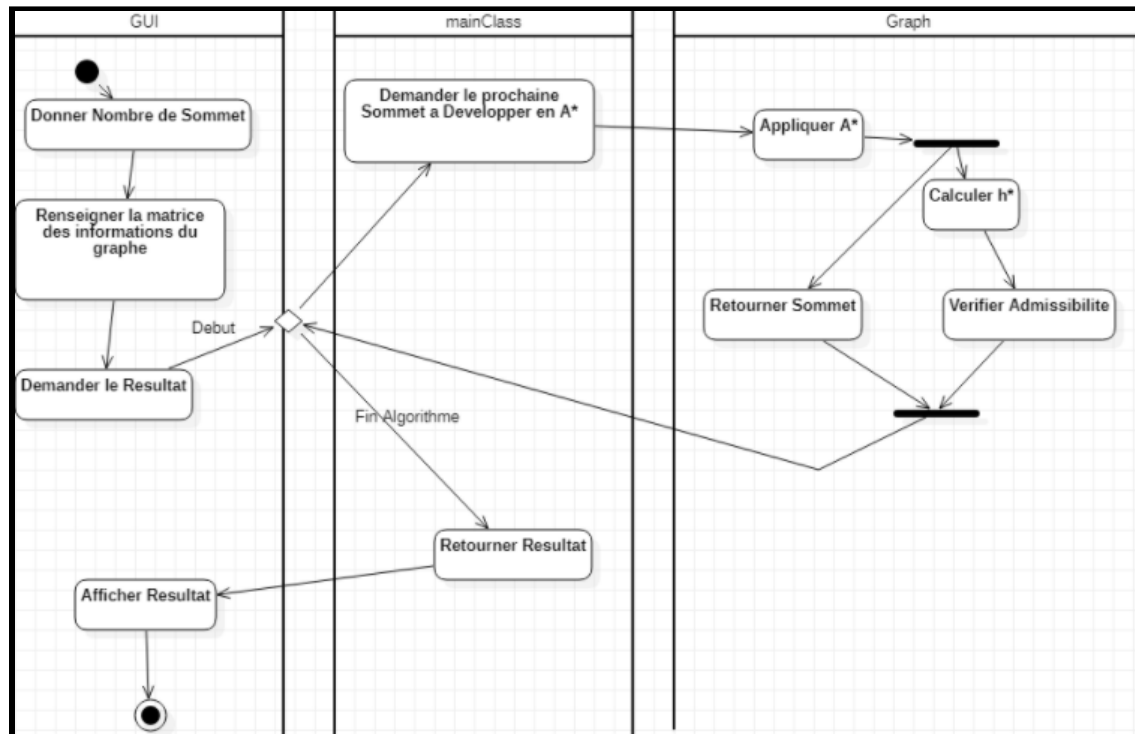 GUI
mainClass
Graph
Donner Nombre de Sommet
Renseigner la matrice
des informations du
graphe
Demander le Resultat
Debut
Demander le prochaine
Sommet a Developper en A*
Fin Algorithme
Appliquer A*
Calculer h*
Retourner Sommet
Verifier Admissibilite
Retourner Resultat
Afficher Resultat